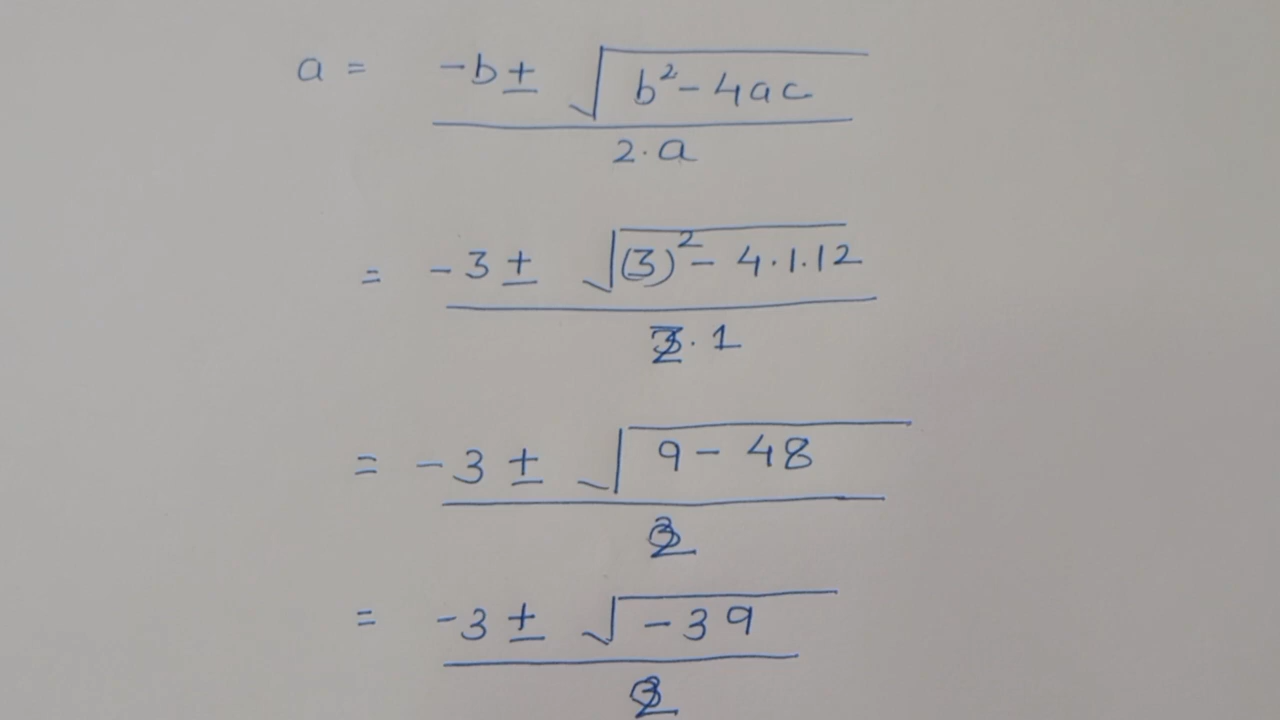 a = -b ± √(b² - 4ac) / 2·a
= -3 ± √((3)² - 4·1·12) / 2·1
= -3 ± √(9 - 48) / 2
= -3 ± √(-39) / 2